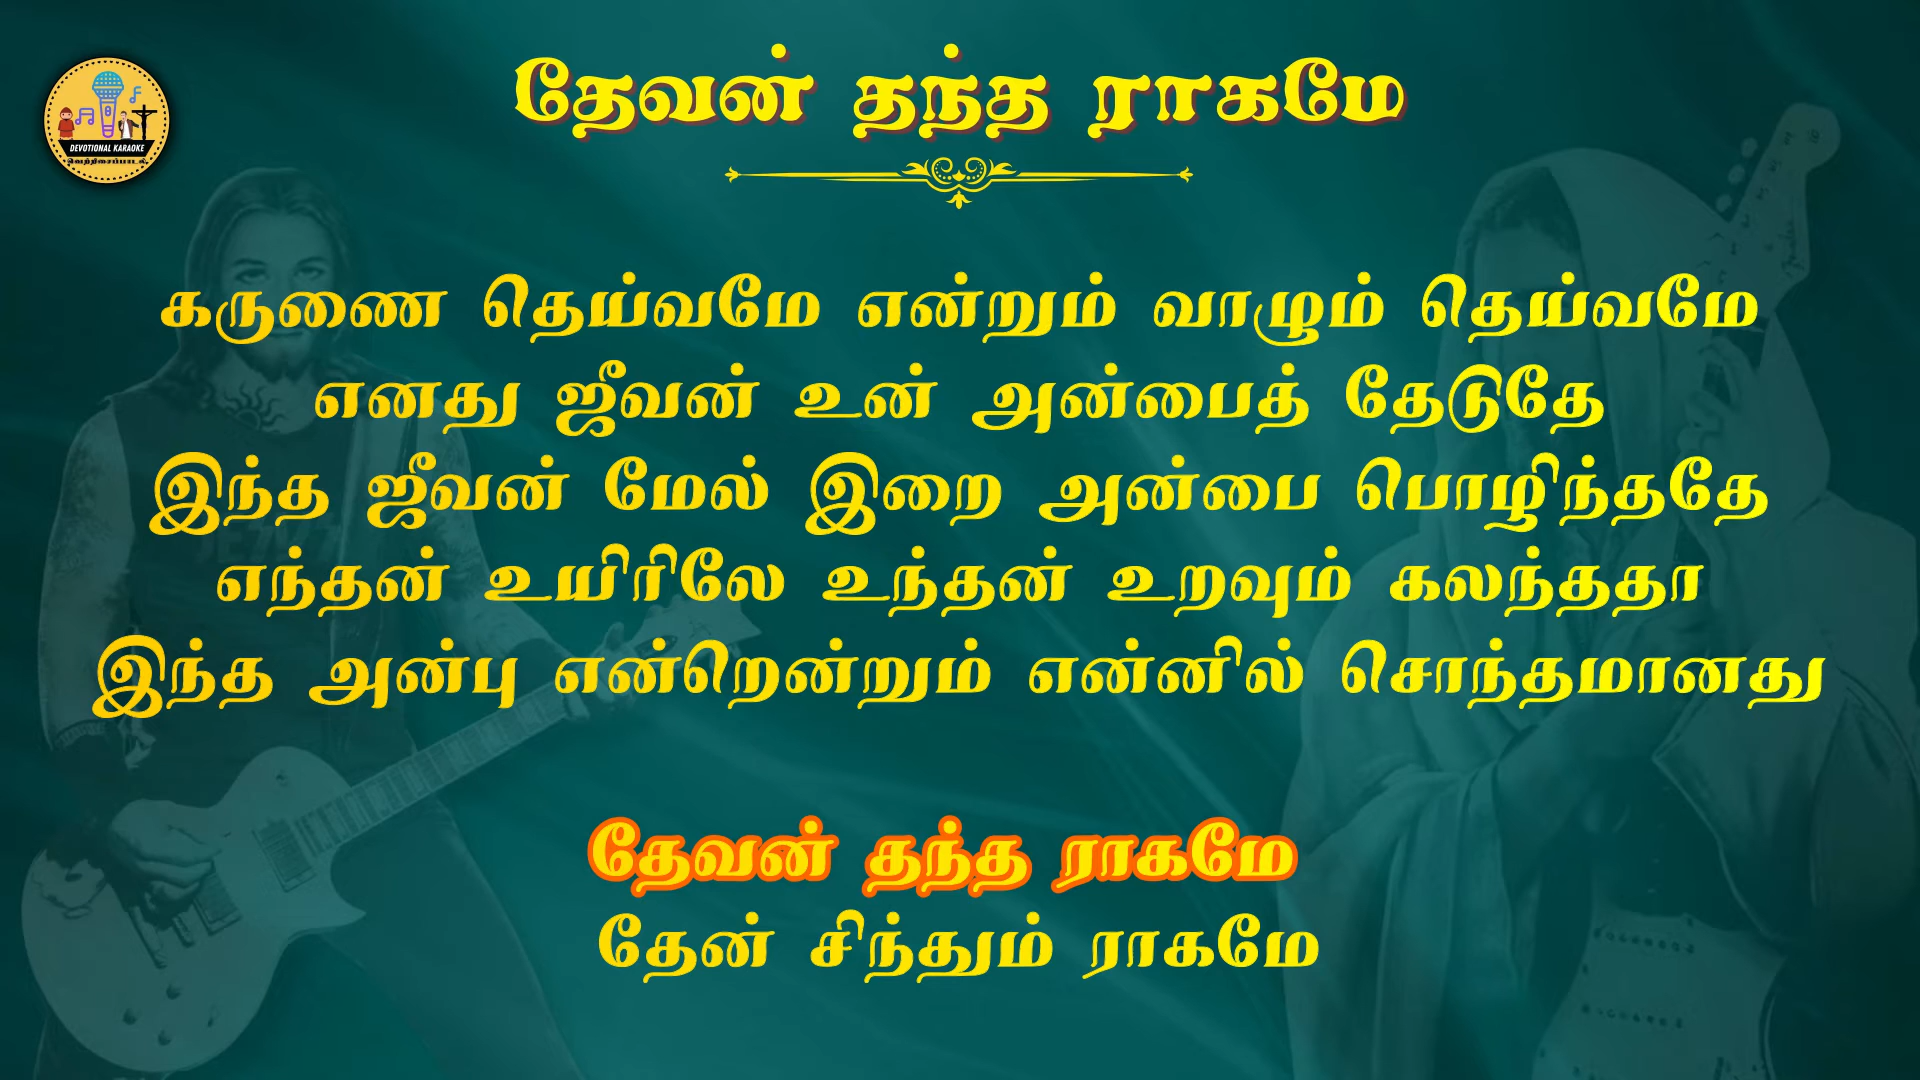 தேவன் தந்த ராகமே
DEVOTIONAL KARAOKE
வெற்றிசைப்பாடல்
கருணை தெய்வமே என்றும் வாழும் தெய்வமே
எனது ஜீவன் உன் அன்பைத் தேடுதே
இந்த ஜீவன் மேல் இறை அன்பை பொழிந்ததே
எந்தன் உயிரிலே உந்தன் உறவும் கலந்ததா
இந்த அன்பு என்றென்றும் என்னில் சொந்தமானது
தேவன் தந்த ராகமே
தேன் சிந்தும் ராகமே